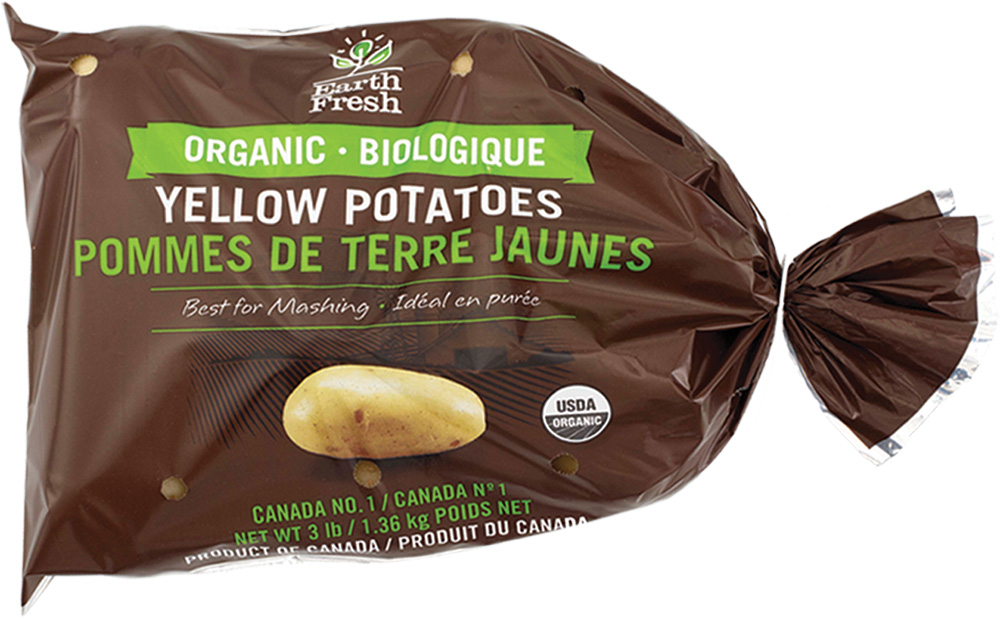 Earth
Fresh
ORGANIC · BIOLOGIQUE
YELLOW POTATOES
POMMES DE TERRE JAUNES
Best for Mashing · Idéal en purée
USDA
ORGANIC
CANADA NO. 1 / CANADA Nº 1
NET WT 3 lb / 1.36 kg POIDS NET
PRODUCT OF CANADA / PRODUIT DU CANADA